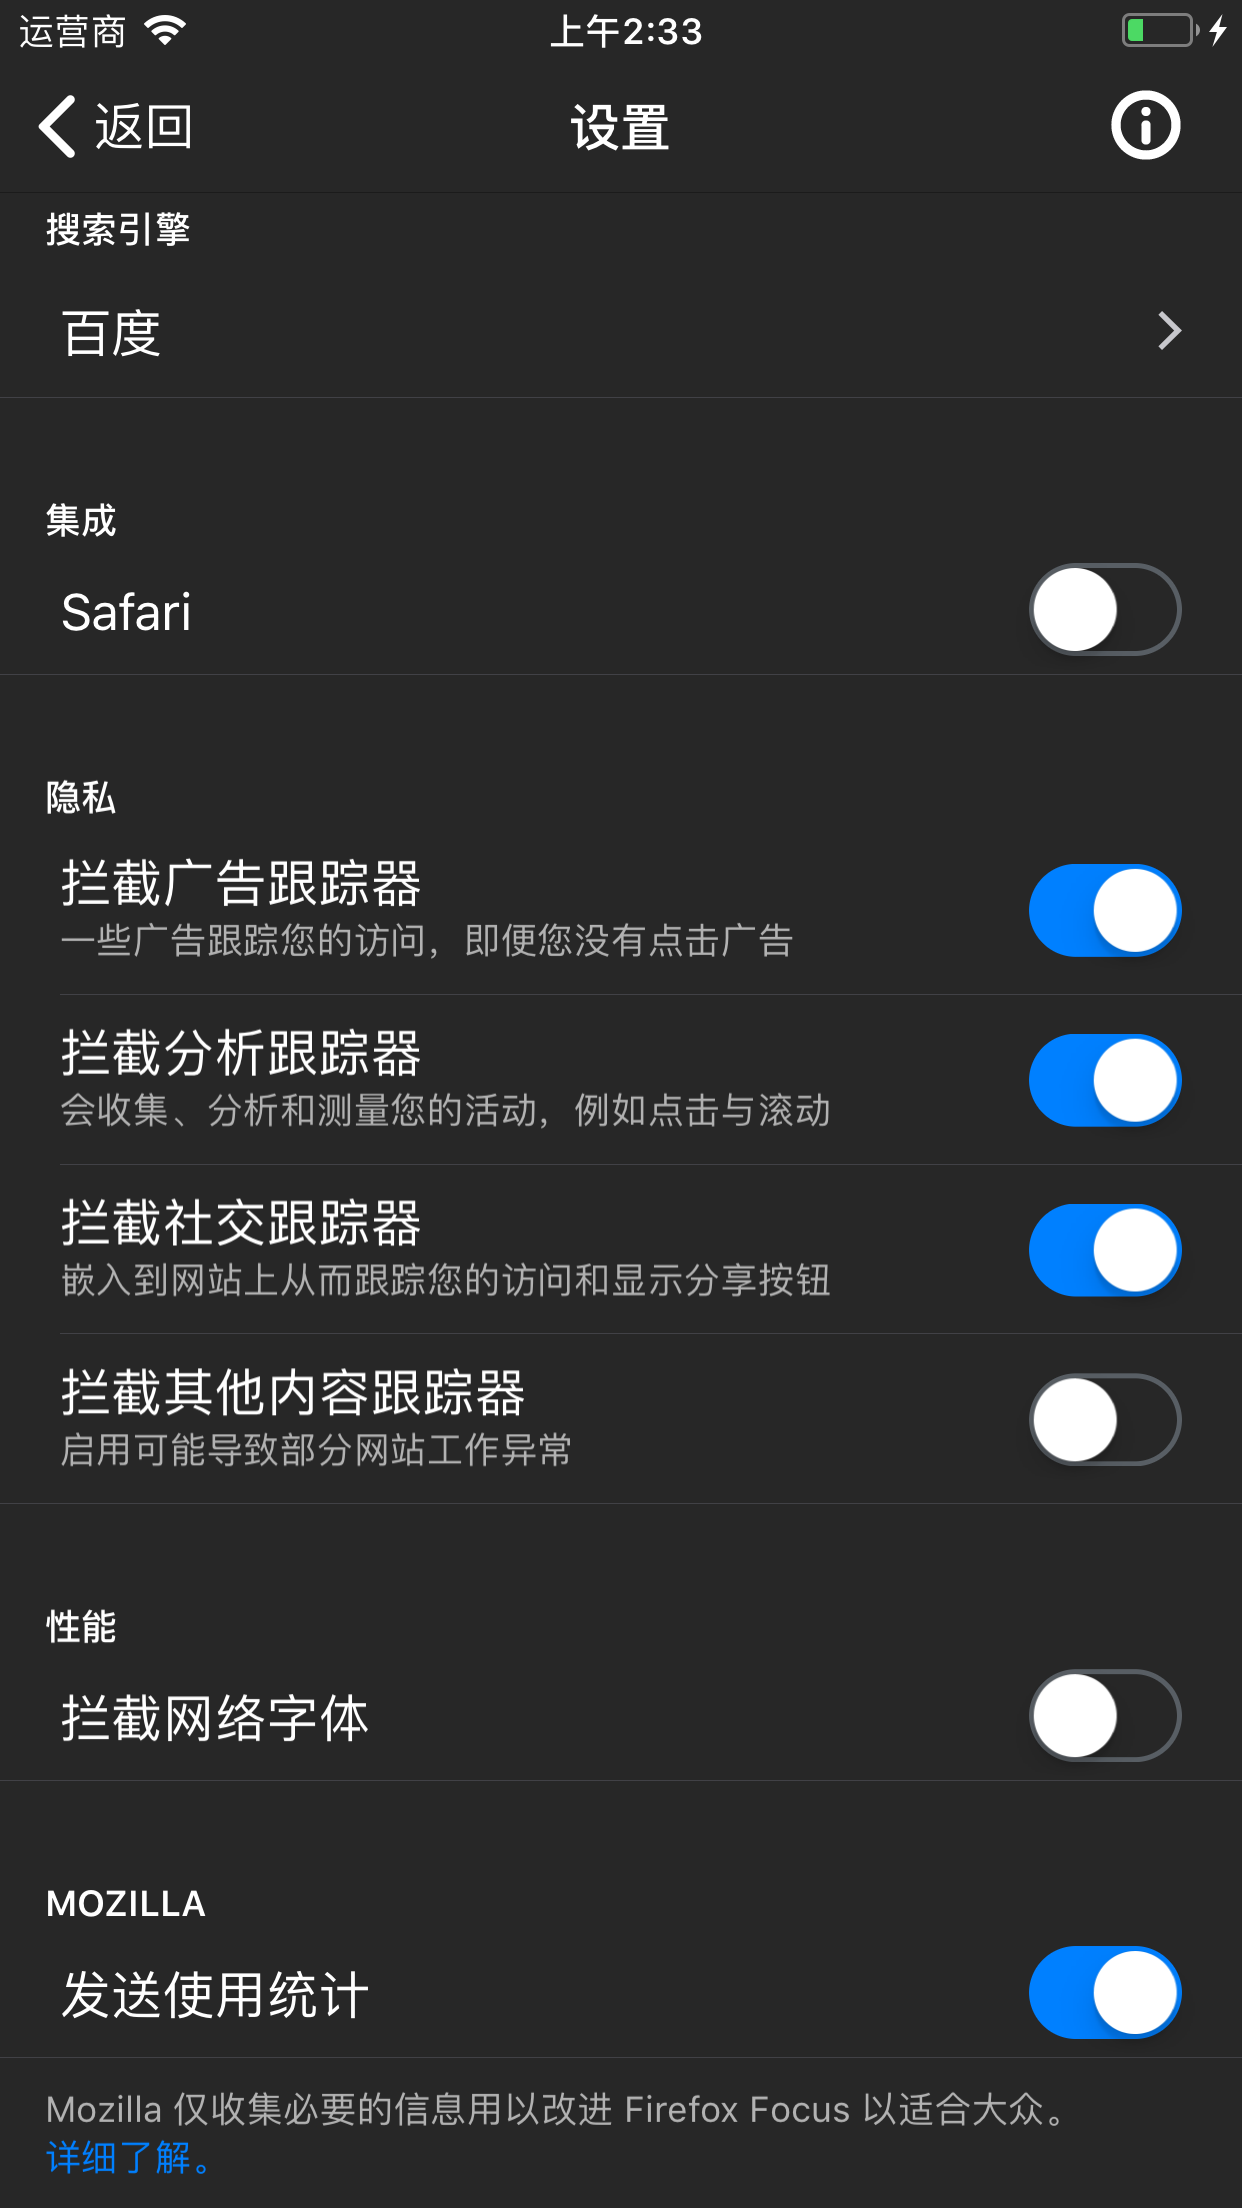 运营商
上午2:33
返回
设置
搜索引擎
百度
集成
Safari
隐私
拦截广告跟踪器
一些广告跟踪您的访问，即便您没有点击广告
拦截分析跟踪器
会收集、分析和测量您的活动，例如点击与滚动
拦截社交跟踪器
嵌入到网站上从而跟踪您的访问和显示分享按钮
拦截其他内容跟踪器
启用可能导致部分网站工作异常
性能
拦截网络字体
MOZILLA
发送使用统计
Mozilla 仅收集必要的信息用以改进 Firefox Focus 以适合大众。
详细了解。